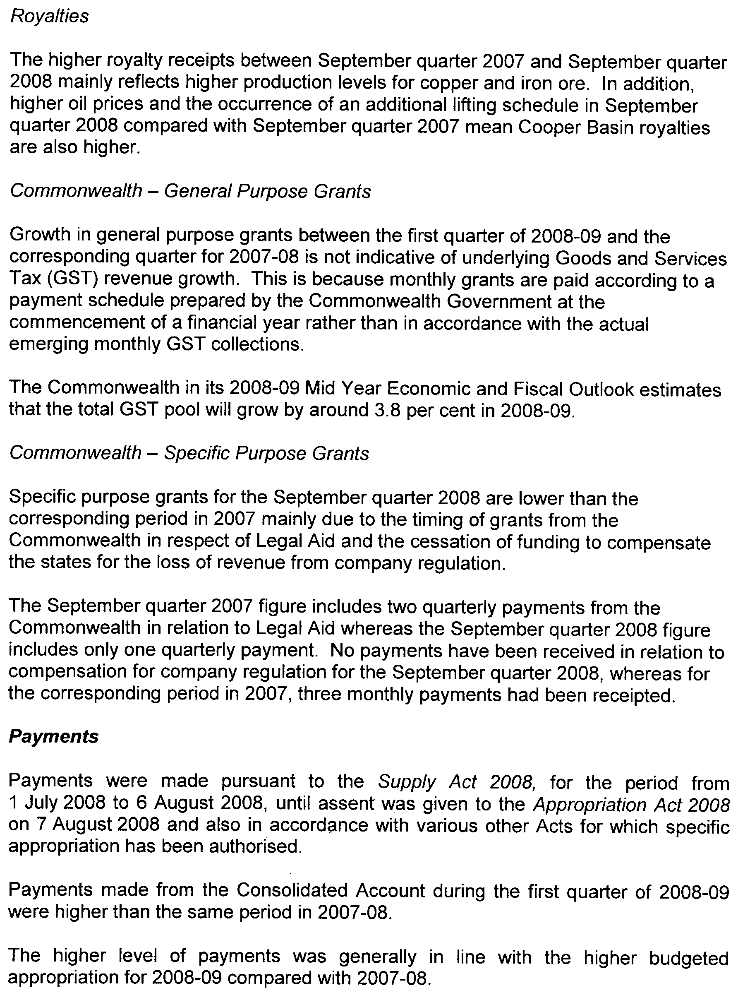 Royalties
The higher royalty receipts between September quarter 2007 and September quarter
2008 mainly reflects higher production levels for copper and iron ore.  In addition,
higher oil prices and the occurrence of an additional lifting schedule in September
quarter 2008 compared with September quarter 2007 mean Cooper Basin royalties
are also higher.
Commonwealth – General Purpose Grants
Growth in general purpose grants between the first quarter of 2008-09 and the
corresponding quarter for 2007-08 is not indicative of underlying Goods and Services
Tax (GST) revenue growth.  This is because monthly grants are paid according to a
payment schedule prepared by the Commonwealth Government at the
commencement of a financial year rather than in accordance with the actual
emerging monthly GST collections.
The Commonwealth in its 2008-09 Mid Year Economic and Fiscal Outlook estimates
that the total GST pool will grow by around 3.8 per cent in 2008-09.
Commonwealth – Specific Purpose Grants
Specific purpose grants for the September quarter 2008 are lower than the
corresponding period in 2007 mainly due to the timing of grants from the
Commonwealth in respect of Legal Aid and the cessation of funding to compensate
the states for the loss of revenue from company regulation.
The September quarter 2007 figure includes two quarterly payments from the
Commonwealth in relation to Legal Aid whereas the September quarter 2008 figure
includes only one quarterly payment.  No payments have been received in relation to
compensation for company regulation for the September quarter 2008, whereas for
the corresponding period in 2007, three monthly payments had been receipted.
Payments
Payments were made pursuant to the Supply Act 2008, for the period from
1 July 2008 to 6 August 2008, until assent was given to the Appropriation Act 2008
on 7 August 2008 and also in accordance with various other Acts for which specific
appropriation has been authorised.
Payments made from the Consolidated Account during the first quarter of 2008-09
were higher than the same period in 2007-08.
The higher level of payments was generally in line with the higher budgeted
appropriation for 2008-09 compared with 2007-08.